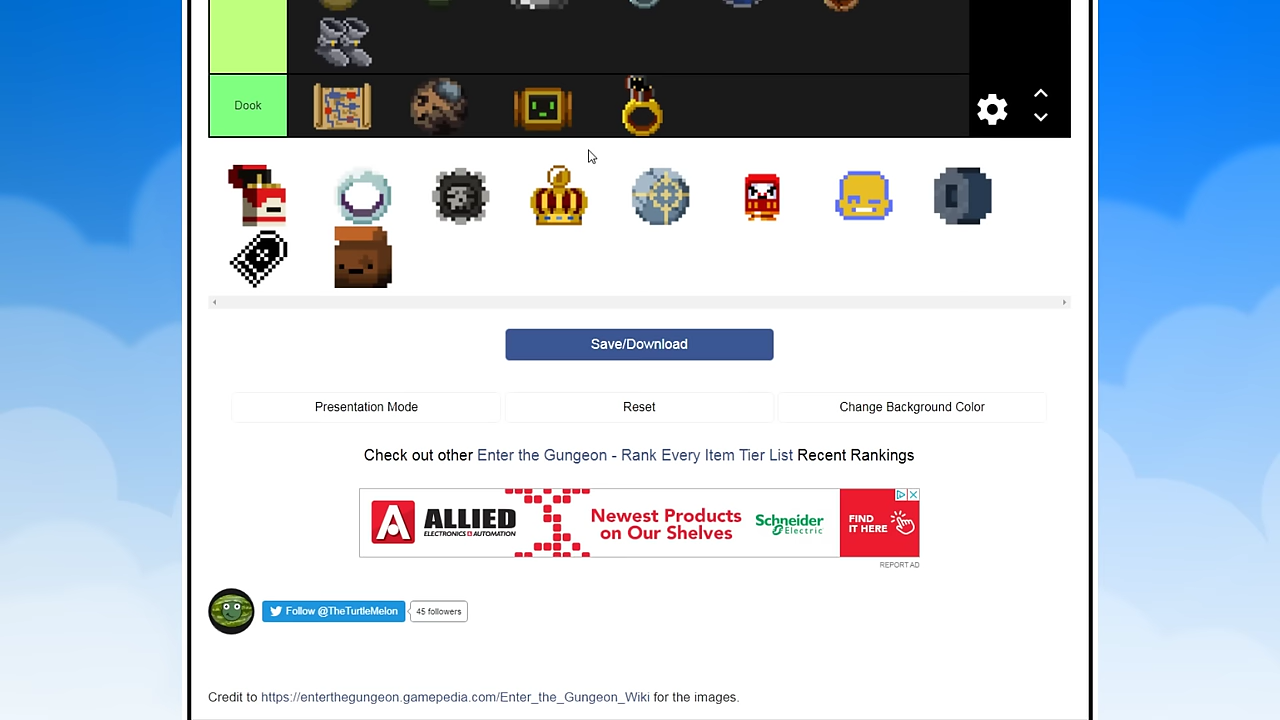 Dook
Save/Download
Presentation Mode
Reset
Change Background Color
Check out other Enter the Gungeon - Rank Every Item Tier List Recent Rankings
A ALLIED
ELECTRONICS & AUTOMATION
Newest Products
on Our Shelves
Schneider
Electric
FIND
IT HERE
REPORT AD
Follow @TheTurtleMelon
45 followers
Credit to https://enterthegungeon.gamepedia.com/Enter_the_Gungeon_Wiki for the images.